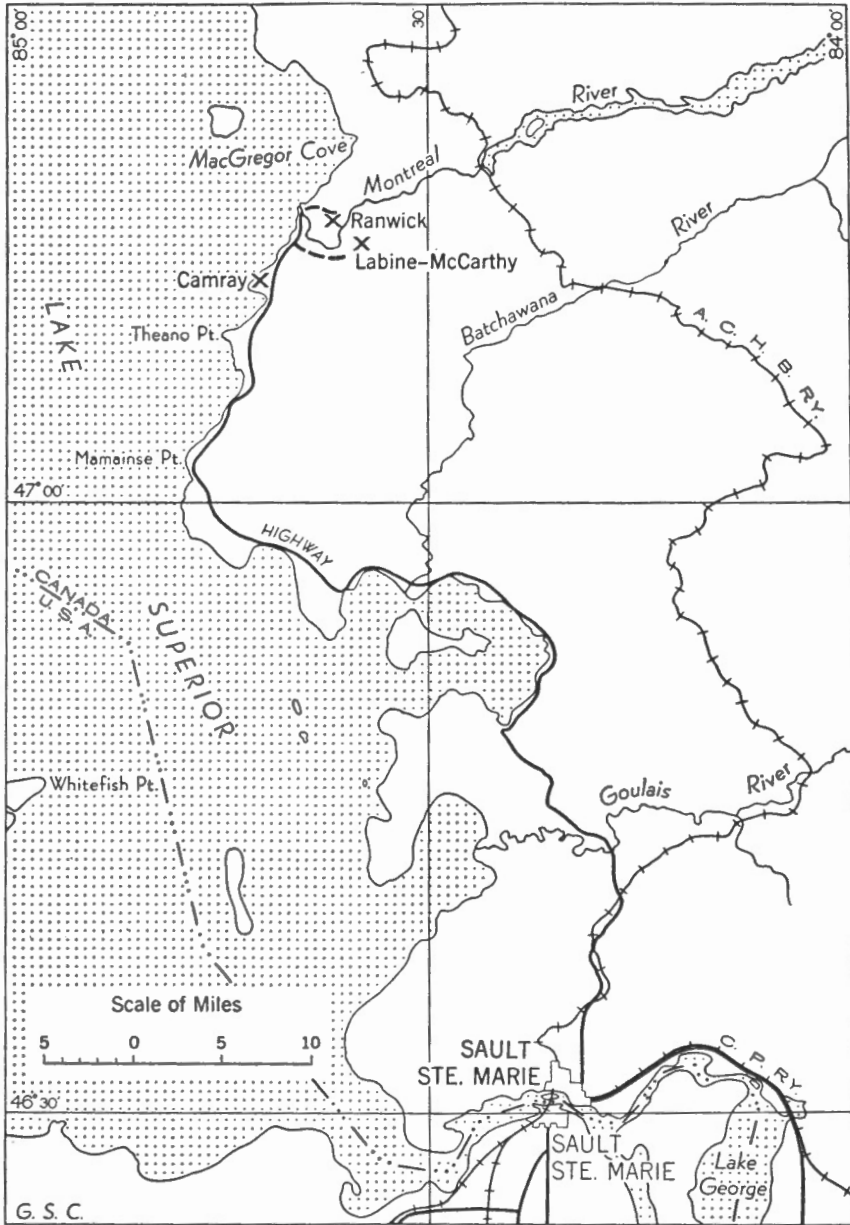 85°00'
30'
84°00'
River
MacGregor Cove
Montreal
Ranwick
River
Labine-McCarthy
Camray
LAKE
Batchawana
A. C. H. B. RY.
Theano Pt.
Mamainse Pt.
47°00'
HIGHWAY
CANADA
U.S.A.
SUPERIOR
Whitefish Pt.
Goulais
River
Scale of Miles
5 0 5 10
SAULT
STE. MARIE
C. P. RY.
46°30'
SAULT
STE. MARIE
Lake
George
G. S. C.